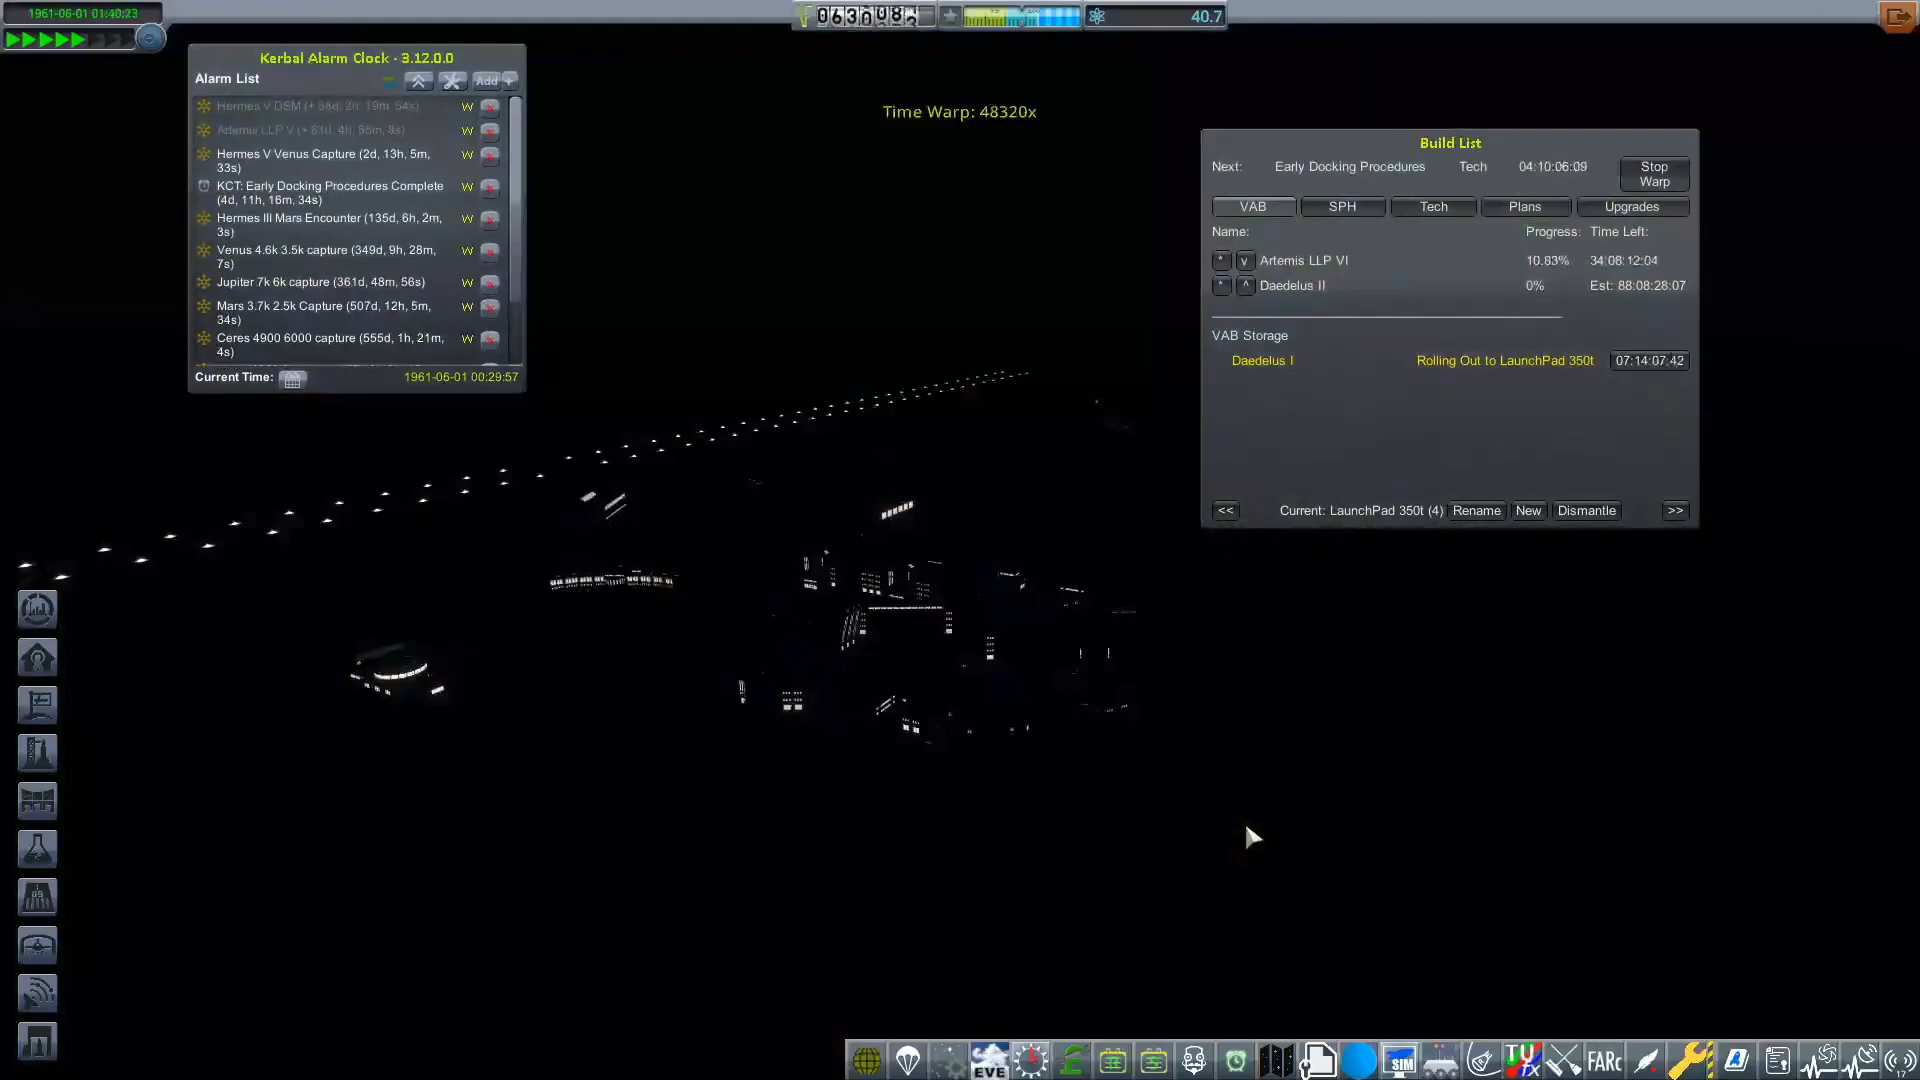 1961-06-01 01:40:23
40.7
Kerbal Alarm Clock - 3.12.0.0
Alarm List
Add
+
Hermes V DSM (+ 58d, 2h, 19m, 54s)
W
Artemis LLP V (+ 61d, 4h, 55m, 8s)
W
Hermes V Venus Capture (2d, 13h, 5m,
33s)
W
KCT: Early Docking Procedures Complete
(4d, 11h, 16m, 34s)
W
Hermes III Mars Encounter (135d, 6h, 2m,
3s)
W
Venus 4.6k 3.5k capture (349d, 9h, 28m,
7s)
W
Jupiter 7k 6k capture (361d, 48m, 56s)
W
Mars 3.7k 2.5k Capture (507d, 12h, 5m,
34s)
W
Ceres 4900 6000 capture (555d, 1h, 21m,
4s)
W
Current Time:
1961-06-01 00:29:57
Time Warp: 48320x
Build List
Next: Early Docking Procedures Tech 04:10:06:09
Stop
Warp
VAB SPH Tech Plans Upgrades
Name: Progress: Time Left:
* v Artemis LLP VI 10.83% 34:08:12:04
* ^ Daedelus II 0% Est: 88:08:28:07
VAB Storage
Daedelus I Rolling Out to LaunchPad 350t 07:14:07:42
<< Current: LaunchPad 350t (4) Rename New Dismantle >>
EVE
SIM
TU
TX
FARc